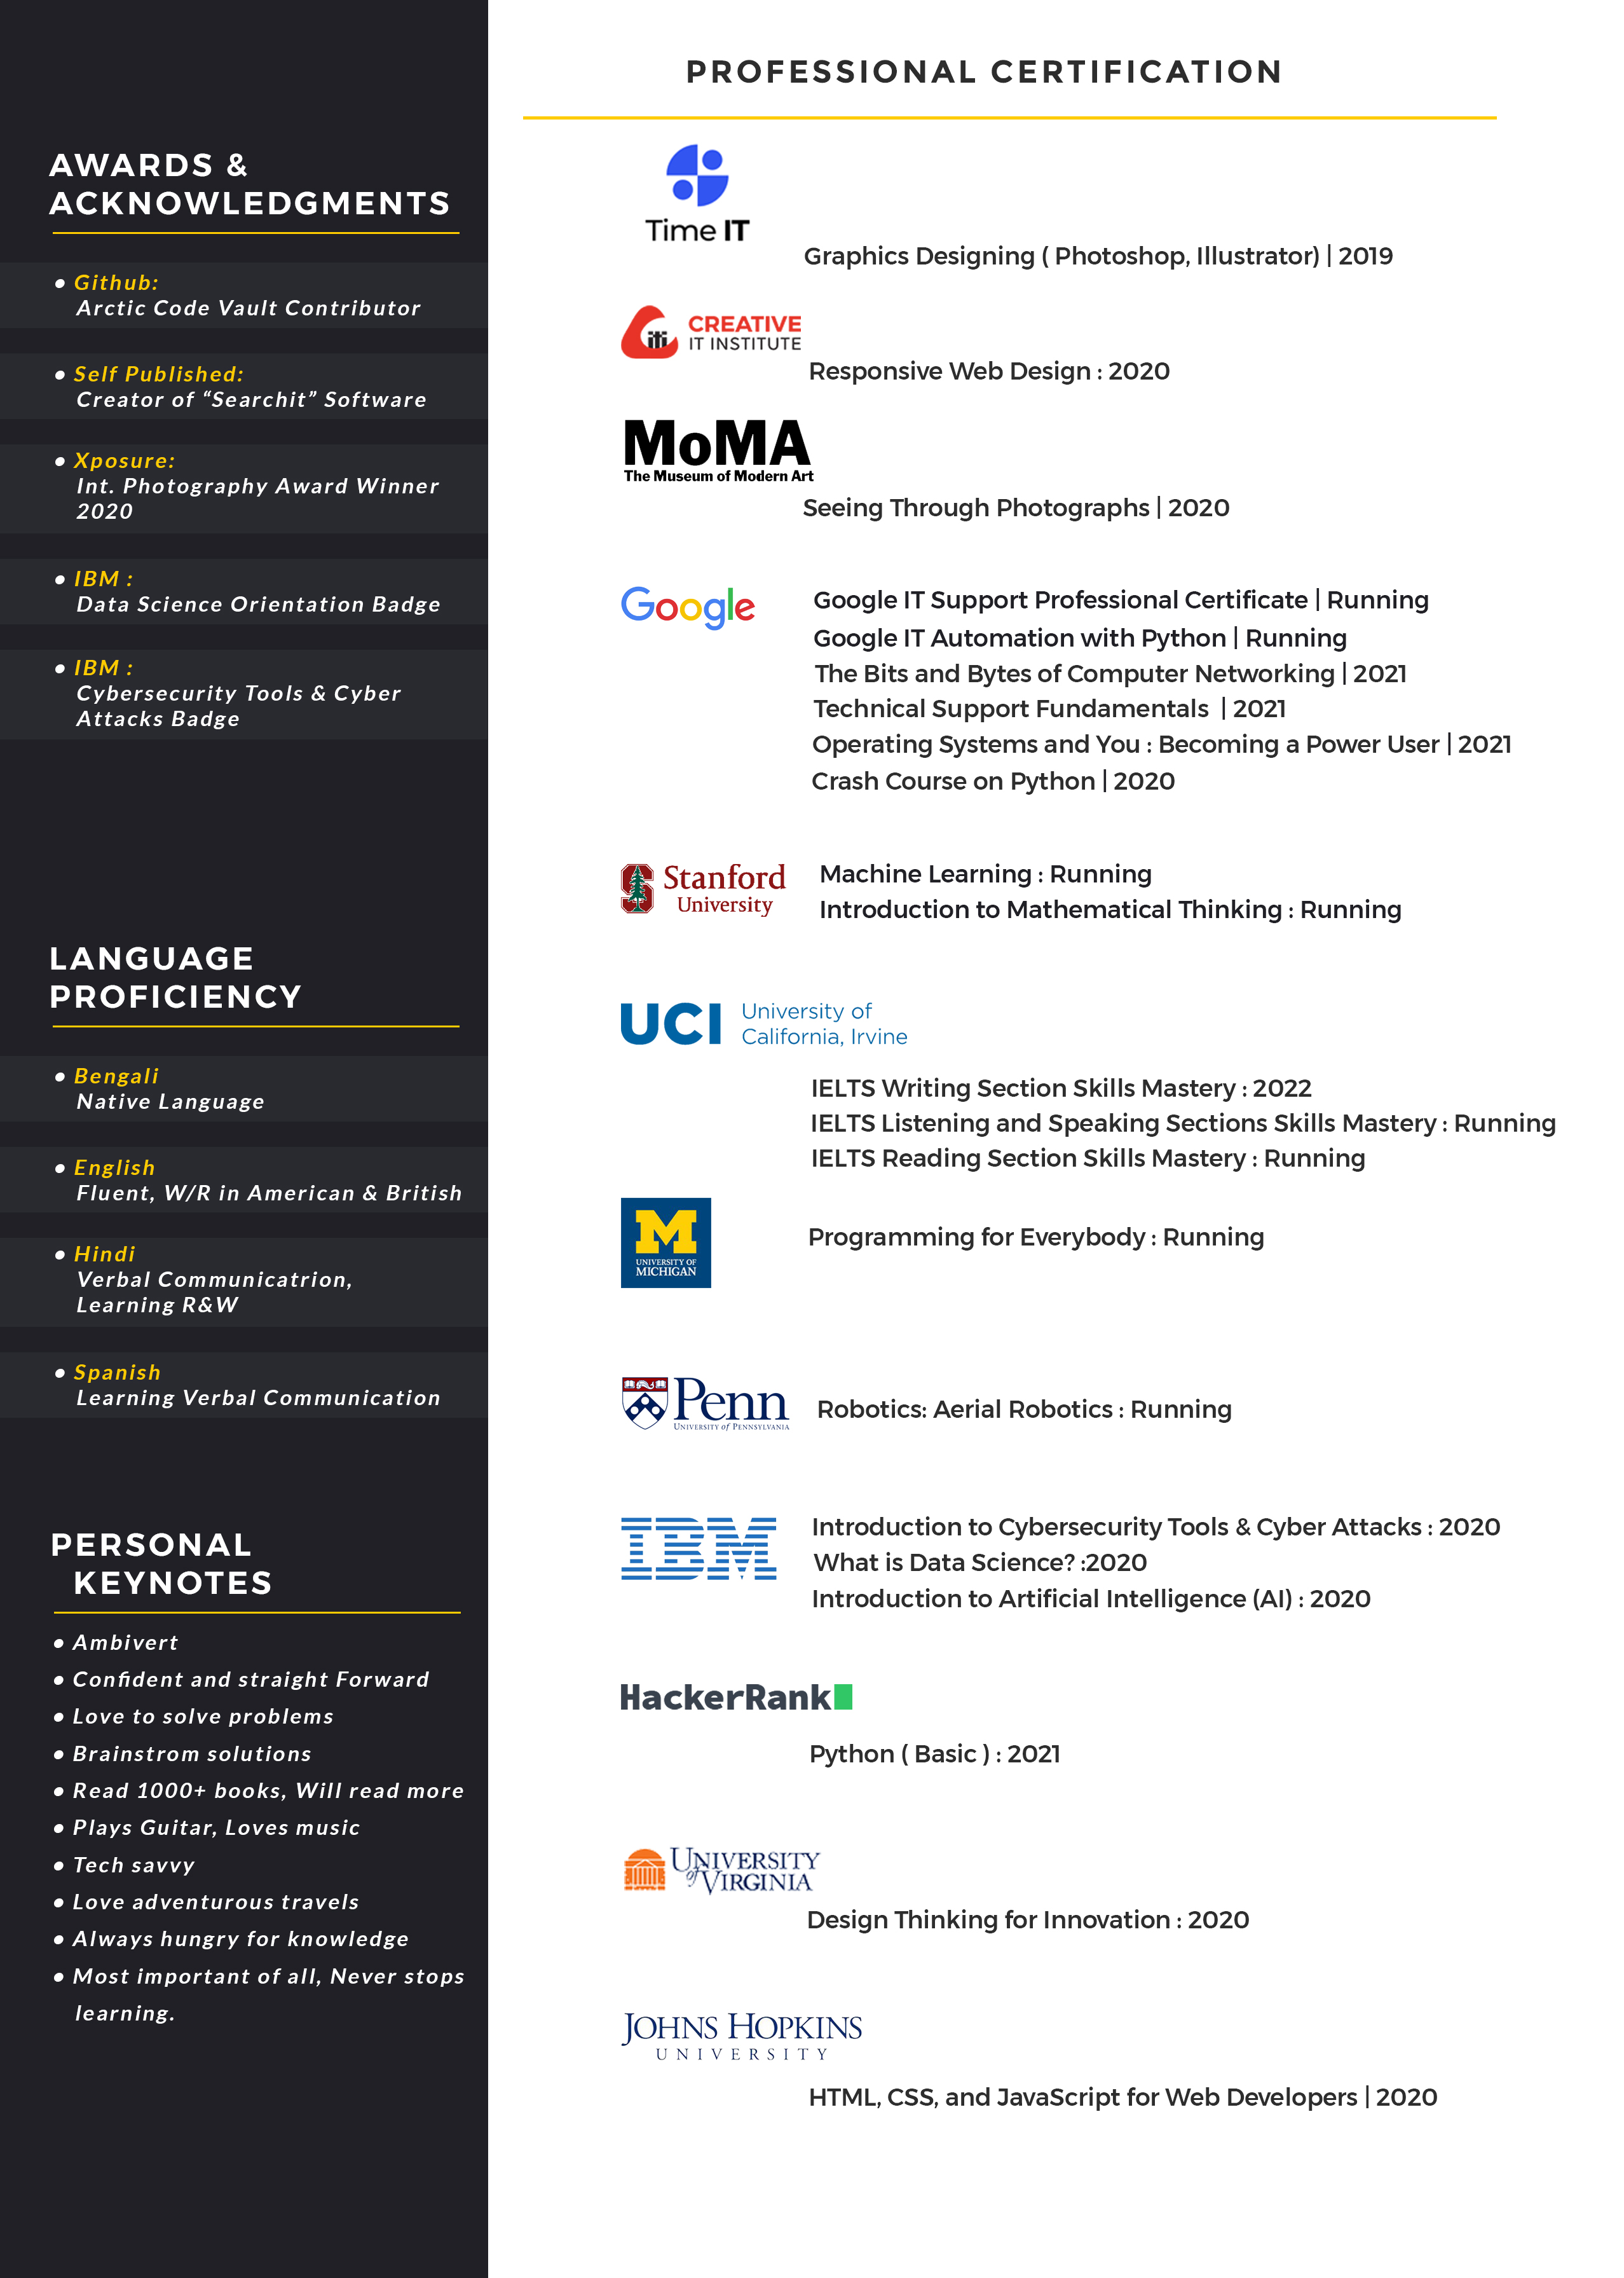 AWARDS &
ACKNOWLEDGMENTS
• Github:
Arctic Code Vault Contributor
• Self Published:
Creator of “Searchit” Software
• Xposure:
Int. Photography Award Winner
2020
• IBM :
Data Science Orientation Badge
• IBM :
Cybersecurity Tools & Cyber
Attacks Badge
LANGUAGE
PROFICIENCY
• Bengali
Native Language
• English
Fluent, W/R in American & British
• Hindi
Verbal Communicatrion,
Learning R&W
• Spanish
Learning Verbal Communication
PERSONAL
KEYNOTES
• Ambivert
• Confident and straight Forward
• Love to solve problems
• Brainstrom solutions
• Read 1000+ books, Will read more
• Plays Guitar, Loves music
• Tech savvy
• Love adventurous travels
• Always hungry for knowledge
• Most important of all, Never stops
learning.
PROFESSIONAL CERTIFICATION
Time IT
Graphics Designing ( Photoshop, Illustrator) | 2019
iti
CREATIVE
IT INSTITUTE
Responsive Web Design : 2020
MoMA
The Museum of Modern Art
Seeing Through Photographs | 2020
Google
Google IT Support Professional Certificate | Running
Google IT Automation with Python | Running
The Bits and Bytes of Computer Networking | 2021
Technical Support Fundamentals | 2021
Operating Systems and You : Becoming a Power User | 2021
Crash Course on Python | 2020
Stanford
University
Machine Learning : Running
Introduction to Mathematical Thinking : Running
UCI
University of
California, Irvine
IELTS Writing Section Skills Mastery : 2022
IELTS Listening and Speaking Sections Skills Mastery : Running
IELTS Reading Section Skills Mastery : Running
M
UNIVERSITY OF
MICHIGAN
Programming for Everybody : Running
Penn
UNIVERSITY of PENNSYLVANIA
Robotics: Aerial Robotics : Running
IBM
Introduction to Cybersecurity Tools & Cyber Attacks : 2020
What is Data Science? :2020
Introduction to Artificial Intelligence (AI) : 2020
HackerRank
Python ( Basic ) : 2021
UNIVERSITY
of VIRGINIA
Design Thinking for Innovation : 2020
JOHNS HOPKINS
UNIVERSITY
HTML, CSS, and JavaScript for Web Developers | 2020